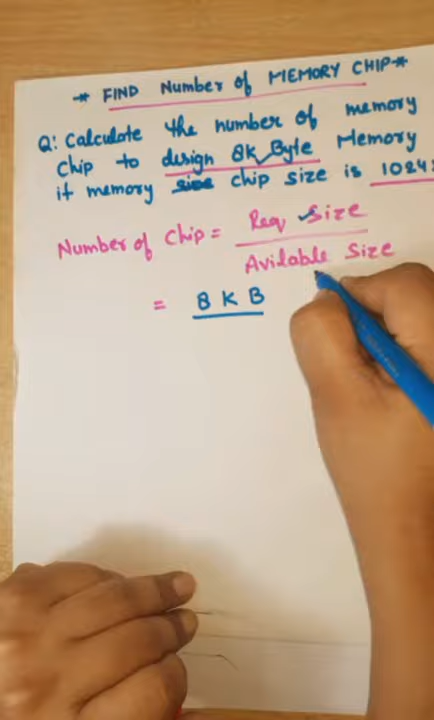 * FIND Number of MEMORY CHIP *
Q: Calculate the number of memory
chip to design 8K Byte Memory
if memory chip size is 1024
Number of Chip = Req Size
Avilable Size
= 8 K B